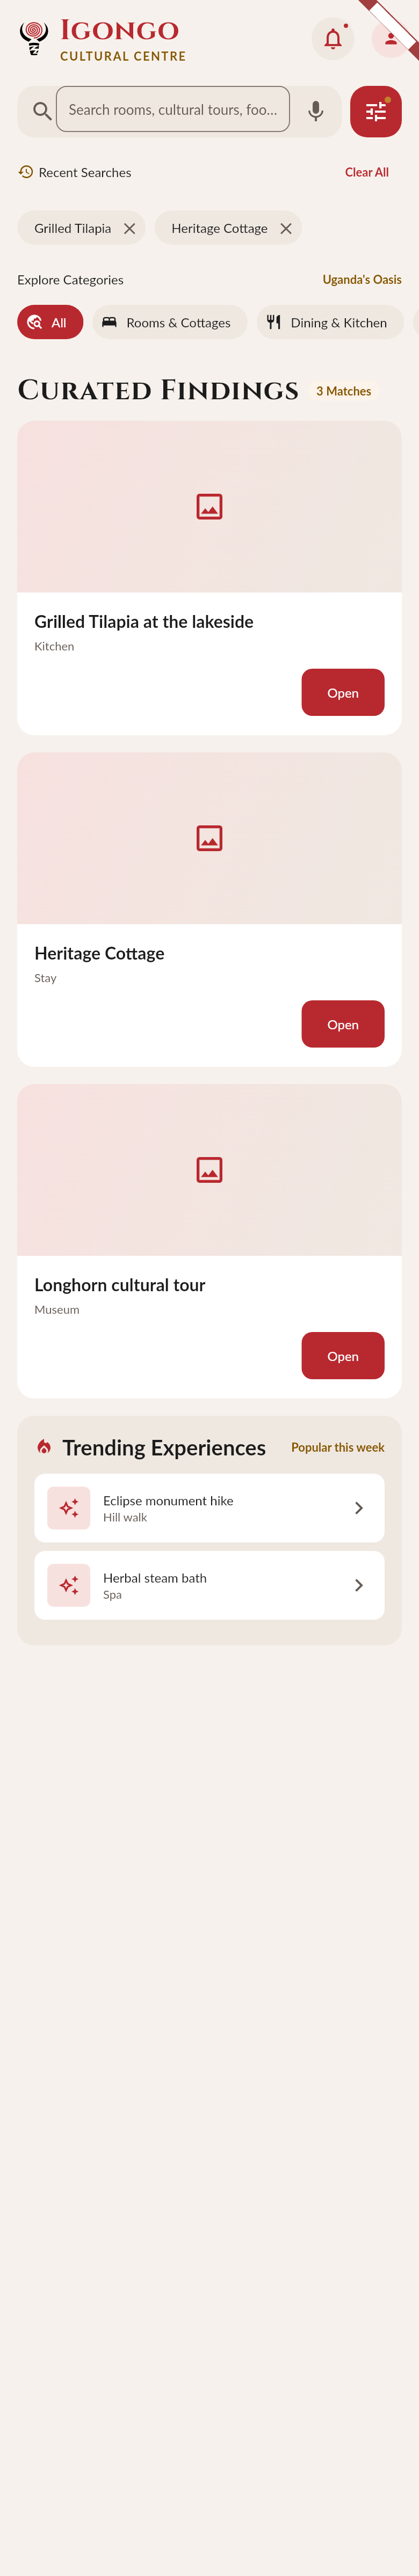 Igongo
CULTURAL CENTRE
Search rooms, cultural tours, foo...
Recent Searches
Clear All
Grilled Tilapia
Heritage Cottage
Explore Categories
Uganda's Oasis
All
Rooms & Cottages
Dining & Kitchen
Curated Findings
3 Matches
Grilled Tilapia at the lakeside
Kitchen
Open
Heritage Cottage
Stay
Open
Longhorn cultural tour
Museum
Open
Trending Experiences
Popular this week
Eclipse monument hike
Hill walk
Herbal steam bath
Spa